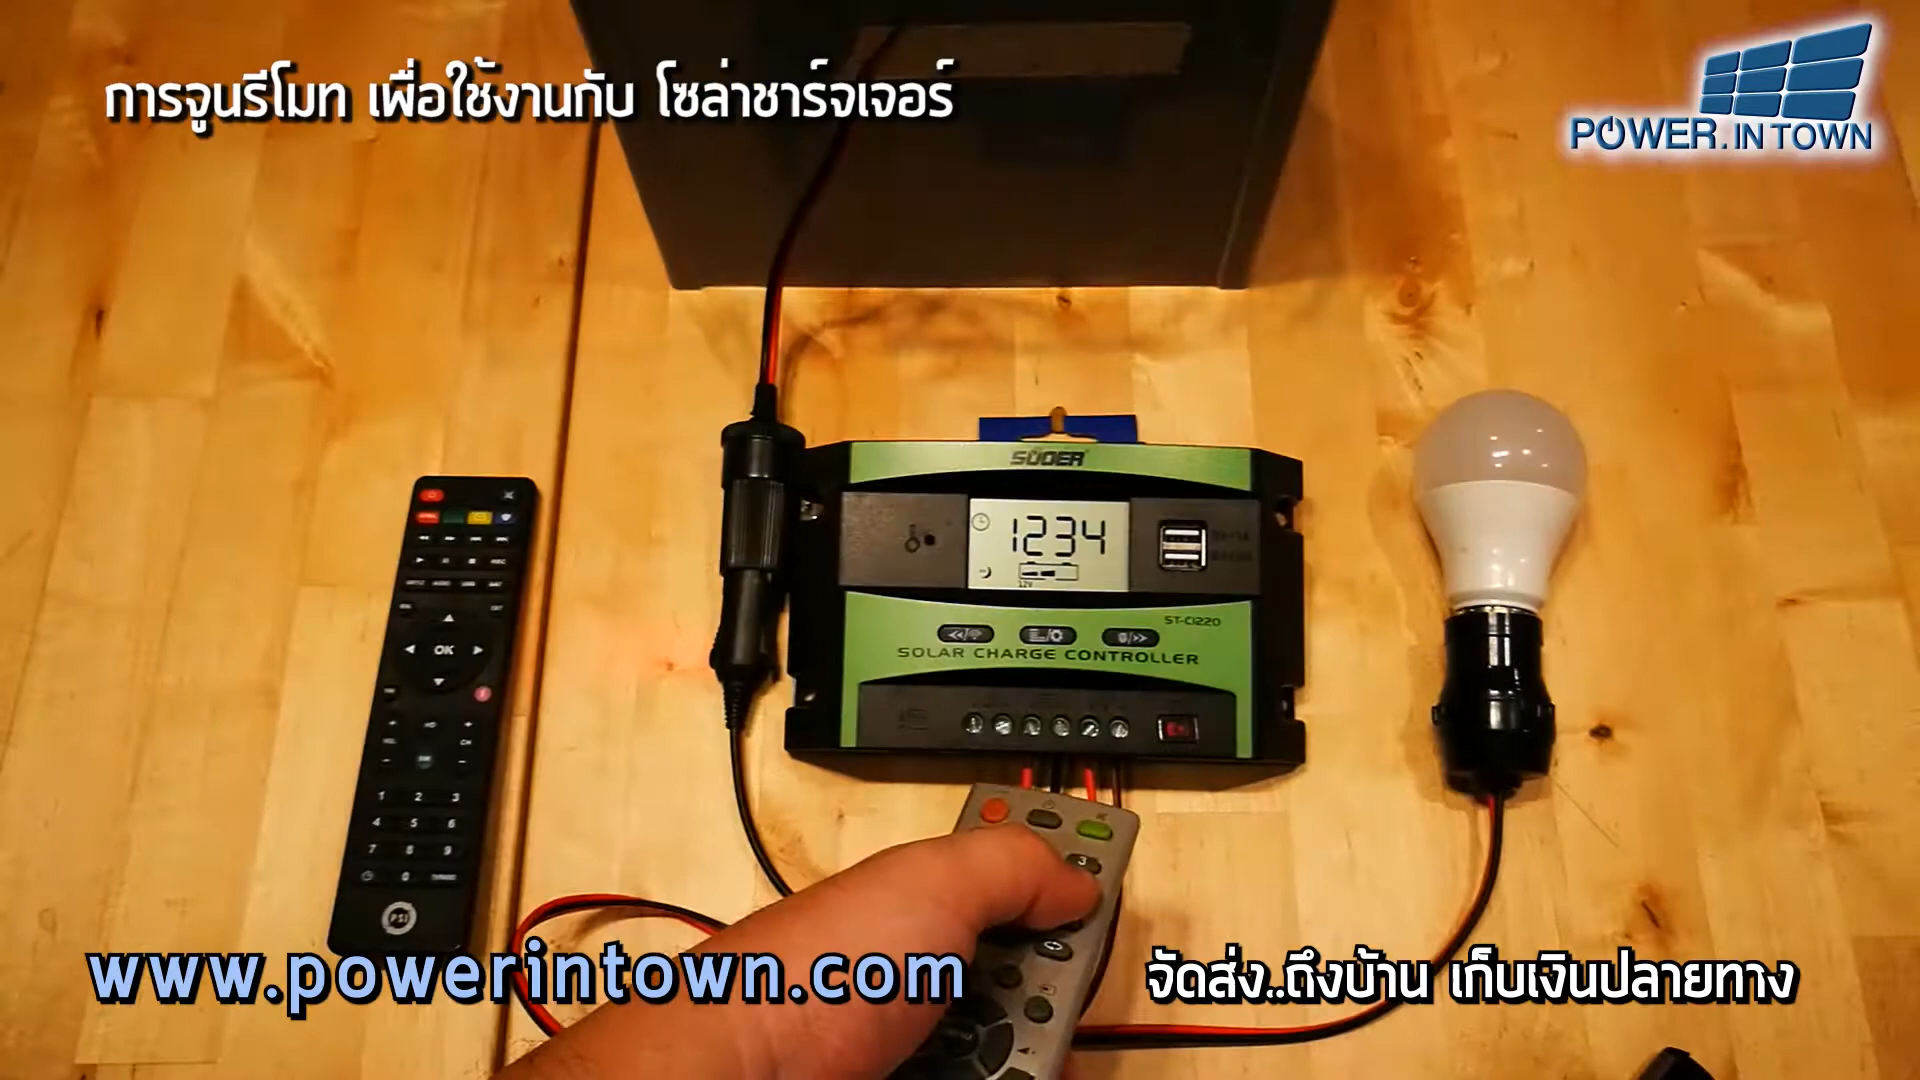 การจูนรีโมท เพื่อใช้งานกับ โซล่าชาร์จเจอร์
POWER.IN TOWN
SUOER
1234
12V
ST-C1220
SOLAR CHARGE CONTROLLER
OK
HD
CH
1 2 3
4 5 6
7 8 9
0
PSI
3
www.powerintown.com
จัดส่ง..ถึงบ้าน เก็บเงินปลายทาง